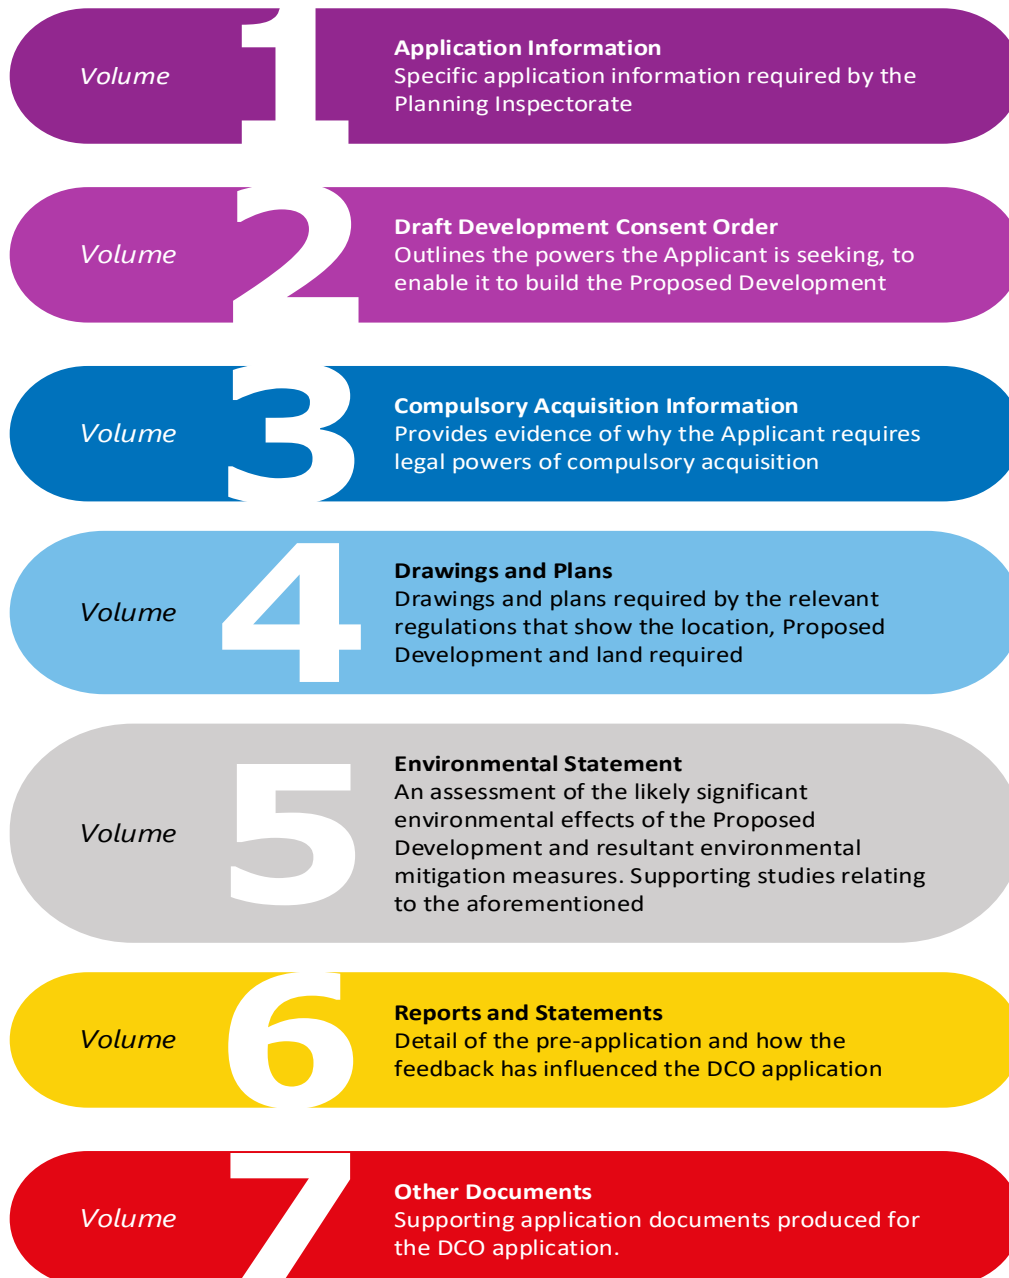 Volume
1
Application Information
Specific application information required by the
Planning Inspectorate
Volume
2
Draft Development Consent Order
Outlines the powers the Applicant is seeking, to
enable it to build the Proposed Development
Volume
3
Compulsory Acquisition Information
Provides evidence of why the Applicant requires
legal powers of compulsory acquisition
Volume
4
Drawings and Plans
Drawings and plans required by the relevant
regulations that show the location, Proposed
Development and land required
Volume
5
Environmental Statement
An assessment of the likely significant
environmental effects of the Proposed
Development and resultant environmental
mitigation measures. Supporting studies relating
to the aforementioned
Volume
6
Reports and Statements
Detail of the pre-application and how the
feedback has influenced the DCO application
Volume
7
Other Documents
Supporting application documents produced for
the DCO application.